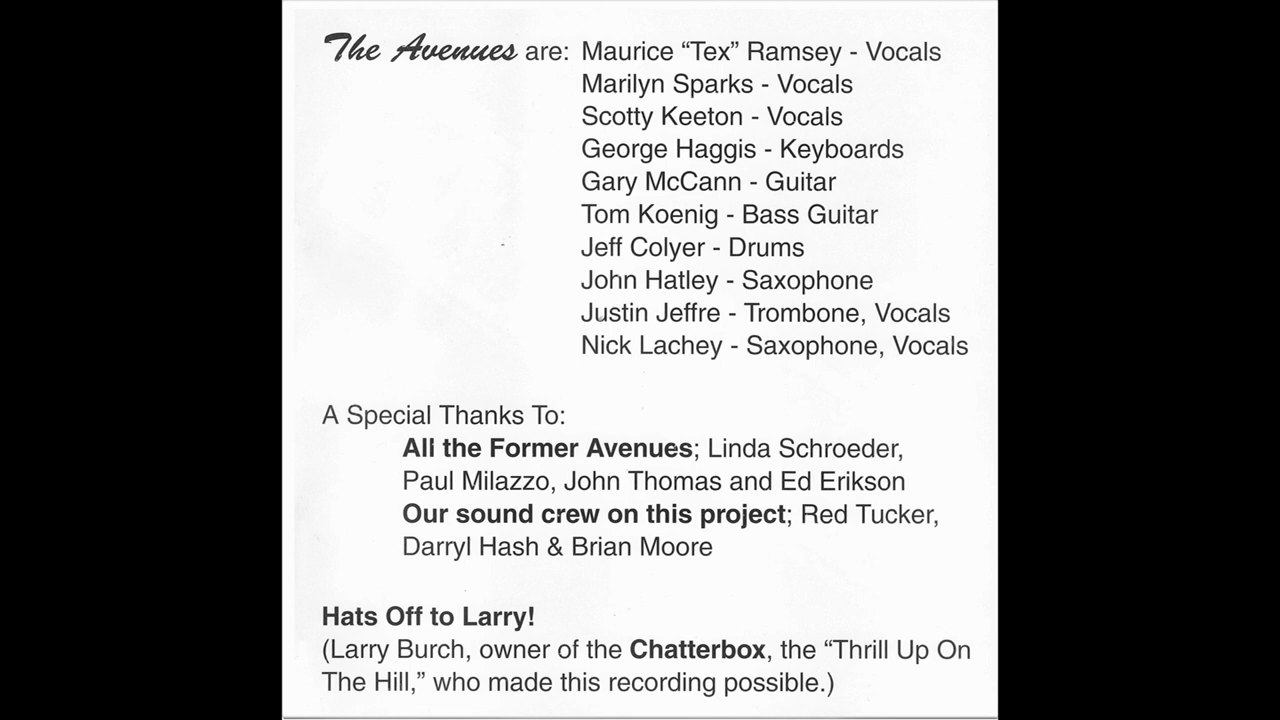 The Avenues are: Maurice “Tex” Ramsey - Vocals
Marilyn Sparks - Vocals
Scotty Keeton - Vocals
George Haggis - Keyboards
Gary McCann - Guitar
Tom Koenig - Bass Guitar
Jeff Colyer - Drums
John Hatley - Saxophone
Justin Jeffre - Trombone, Vocals
Nick Lachey - Saxophone, Vocals
A Special Thanks To:
All the Former Avenues; Linda Schroeder,
Paul Milazzo, John Thomas and Ed Erikson
Our sound crew on this project; Red Tucker,
Darryl Hash & Brian Moore
Hats Off to Larry!
(Larry Burch, owner of the Chatterbox, the “Thrill Up On
The Hill,” who made this recording possible.)